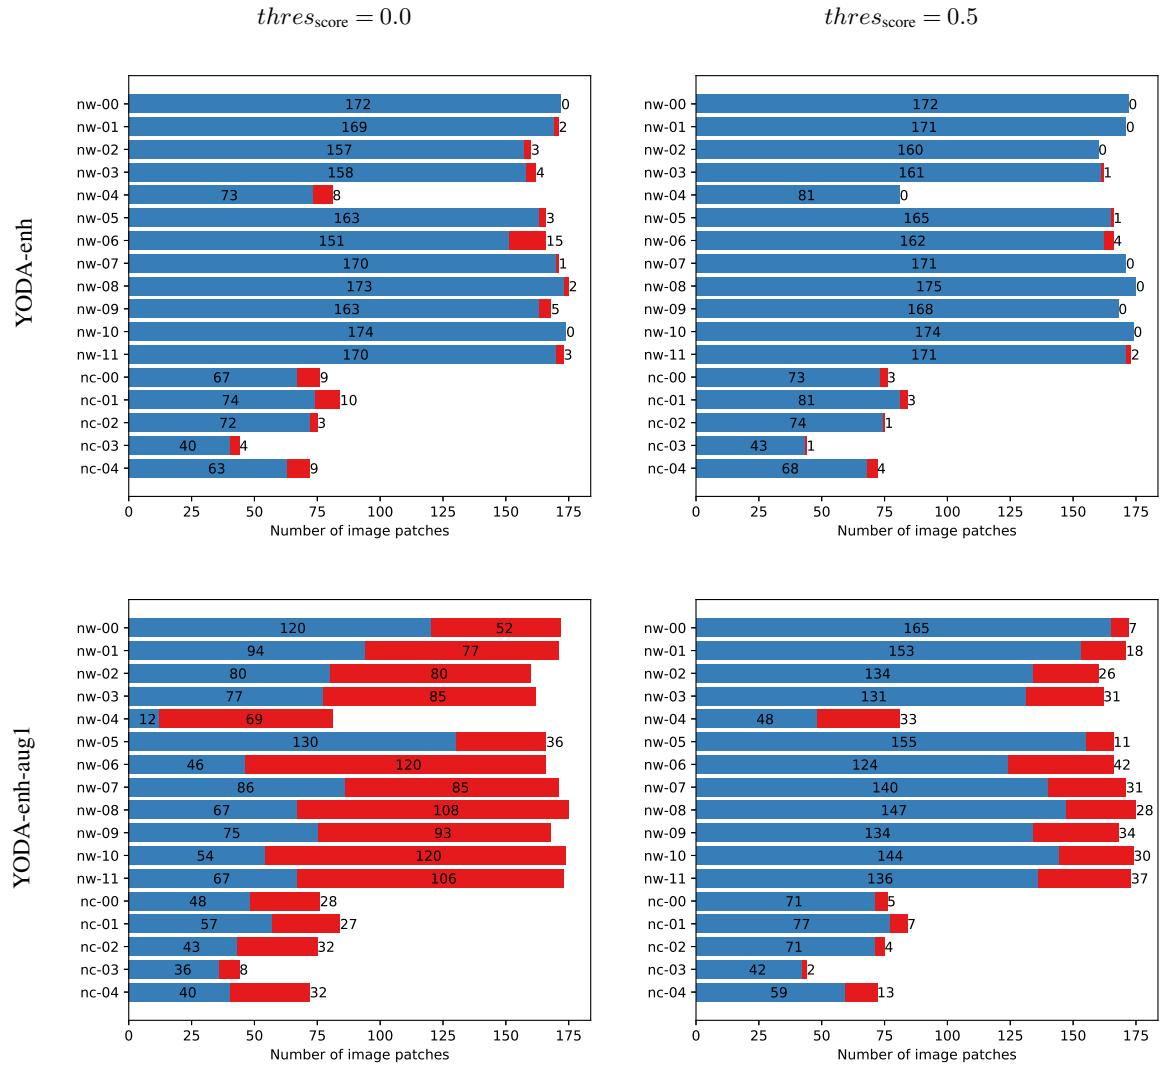 thres_score = 0.0
thres_score = 0.5
YODA-enh
nw-00 172 0
nw-01 169 2
nw-02 157 3
nw-03 158 4
nw-04 73 8
nw-05 163 3
nw-06 151 15
nw-07 170 1
nw-08 173 2
nw-09 163 5
nw-10 174 0
nw-11 170 3
nc-00 67 9
nc-01 74 10
nc-02 72 3
nc-03 40 4
nc-04 63 9
0 25 50 75 100 125 150 175
Number of image patches
nw-00 172 0
nw-01 171 0
nw-02 160 0
nw-03 161 1
nw-04 81 0
nw-05 165 1
nw-06 162 4
nw-07 171 0
nw-08 175 0
nw-09 168 0
nw-10 174 0
nw-11 171 2
nc-00 73 3
nc-01 81 3
nc-02 74 1
nc-03 43 1
nc-04 68 4
0 25 50 75 100 125 150 175
Number of image patches
YODA-enh-aug1
nw-00 120 52
nw-01 94 77
nw-02 80 80
nw-03 77 85
nw-04 12 69
nw-05 130 36
nw-06 46 120
nw-07 86 85
nw-08 67 108
nw-09 75 93
nw-10 54 120
nw-11 67 106
nc-00 48 28
nc-01 57 27
nc-02 43 32
nc-03 36 8
nc-04 40 32
0 25 50 75 100 125 150 175
Number of image patches
nw-00 165 7
nw-01 153 18
nw-02 134 26
nw-03 131 31
nw-04 48 33
nw-05 155 11
nw-06 124 42
nw-07 140 31
nw-08 147 28
nw-09 134 34
nw-10 144 30
nw-11 136 37
nc-00 71 5
nc-01 77 7
nc-02 71 4
nc-03 42 2
nc-04 59 13
0 25 50 75 100 125 150 175
Number of image patches